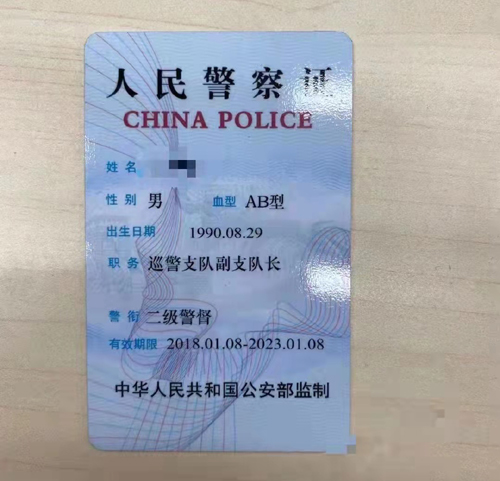 人民警察
CHINA POLICE
姓名
性别 男 血型 AB型
出生日期 1990.08.29
职务 巡警支队副支队长
警衔 二级警督
有效期限 2018.01.08-2023.01.08
中华人民共和国公安部监制